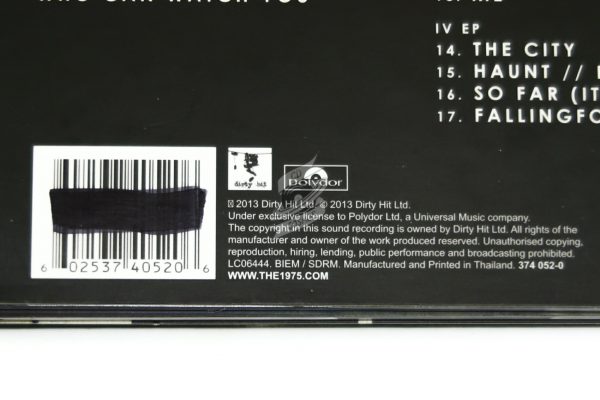 IV EP
14. THE CITY
15. HAUNT //
16. SO FAR (IT
17. FALLINGFO
dirty hit
Polydor
℗ 2013 Dirty Hit Ltd. © 2013 Dirty Hit Ltd.
Under exclusive license to Polydor Ltd, a Universal Music company.
The copyright in this sound recording is owned by Dirty Hit Ltd. All rights of the
manufacturer and owner of the work produced reserved. Unauthorised copying,
reproduction, hiring, lending, public performance and broadcasting prohibited.
LC06444. BIEM / SDRM. Manufactured and Printed in Thailand. 374 052-0
WWW.THE1975.COM
6 02537 40520 6